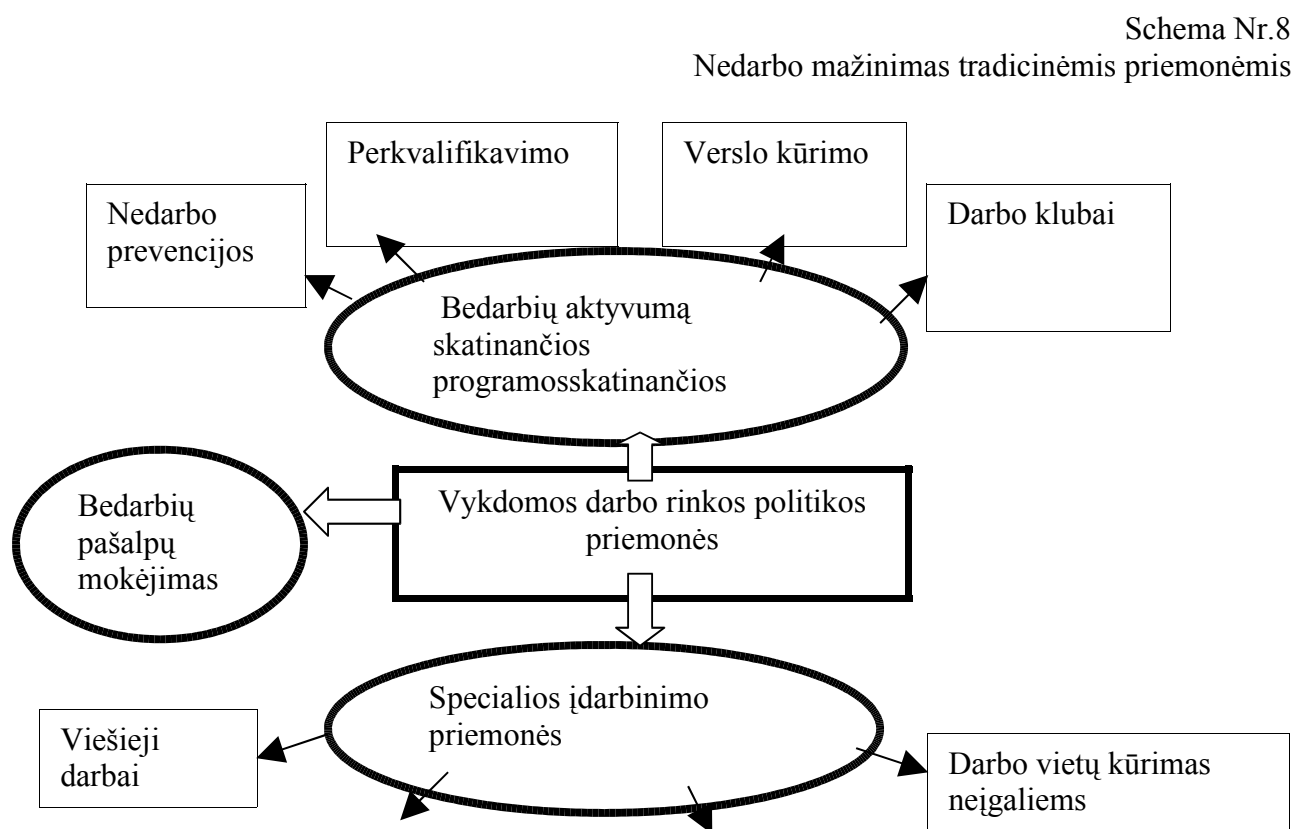 Schema Nr.8
Nedarbo mažinimas tradicinėmis priemonėmis
Perkvalifikavimo
Verslo kūrimo
Nedarbo
prevencijos
Darbo klubai
Bedarbių aktyvumą
skatinančios
programosskatinančios
Bedarbių
pašalpų
mokėjimas
Vykdomos darbo rinkos politikos
priemonės
Specialios įdarbinimo
priemonės
Viešieji
darbai
Darbo vietų kūrimas
neįgaliems